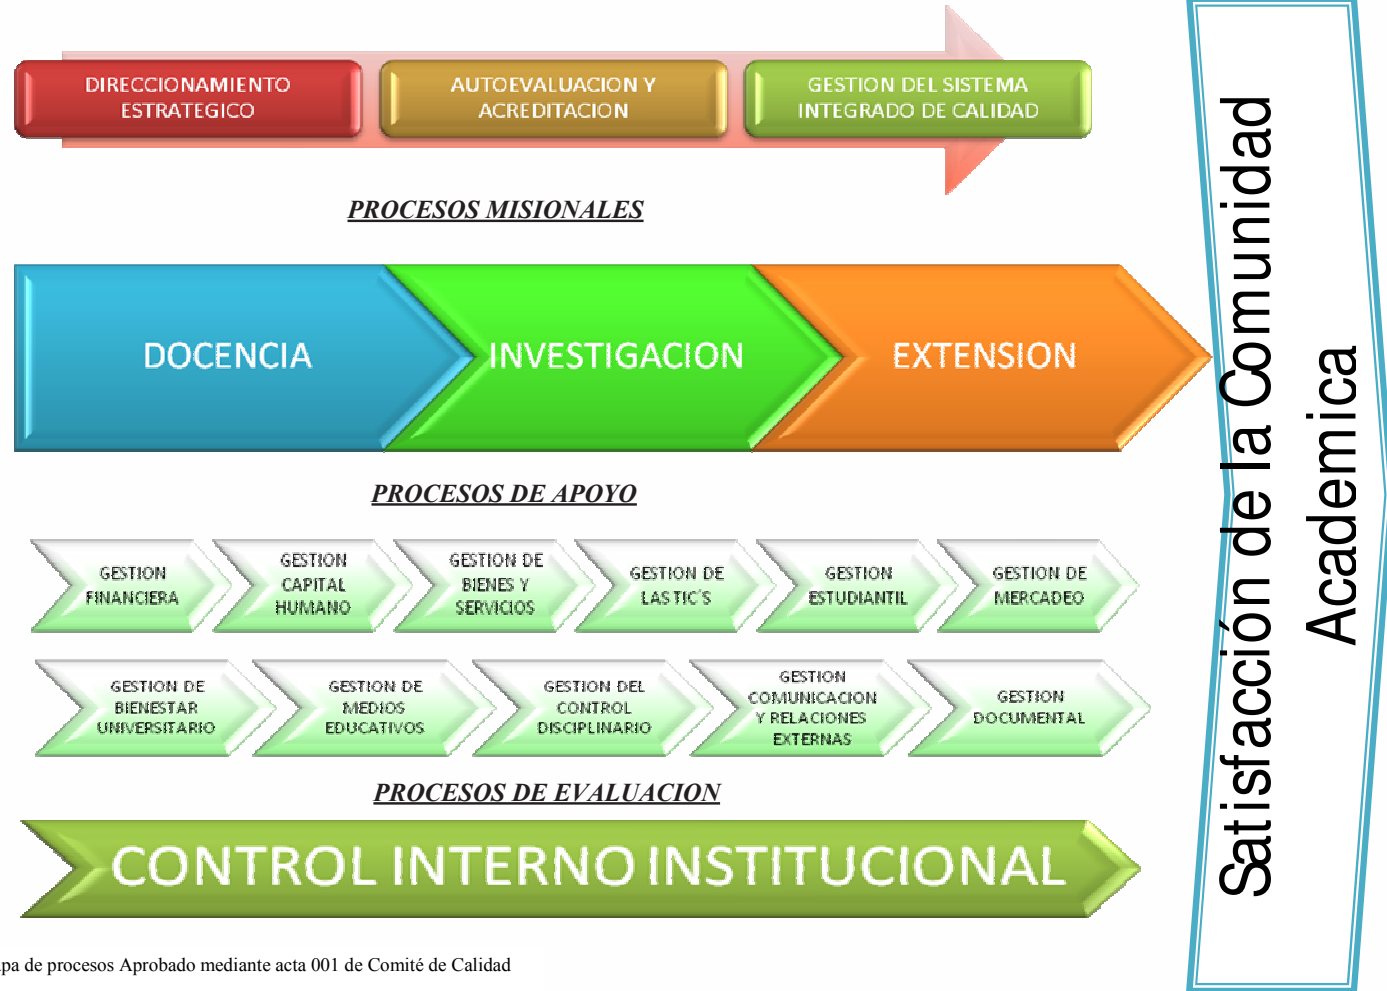 DIRECCIONAMIENTO
ESTRATEGICO
AUTOEVALUACION Y
ACREDITACION
GESTION DEL SISTEMA
INTEGRADO DE CALIDAD
PROCESOS MISIONALES
DOCENCIA
INVESTIGACION
EXTENSION
PROCESOS DE APOYO
GESTION
FINANCIERA
GESTION
CAPITAL
HUMANO
GESTION DE
BIENES Y
SERVICIOS
GESTION DE
LAS TIC´S
GESTION
ESTUDIANTIL
GESTION DE
MERCADEO
GESTION DE
BIENESTAR
UNIVERSITARIO
GESTION DE
MEDIOS
EDUCATIVOS
GESTION DEL
CONTROL
DISCIPLINARIO
GESTION
COMUNICACION
Y RELACIONES
EXTERNAS
GESTION
DOCUMENTAL
PROCESOS DE EVALUACION
CONTROL INTERNO INSTITUCIONAL
Satisfacción de la Comunidad
Academica
de procesos Aprobado mediante acta 001 de Comité de Calidad